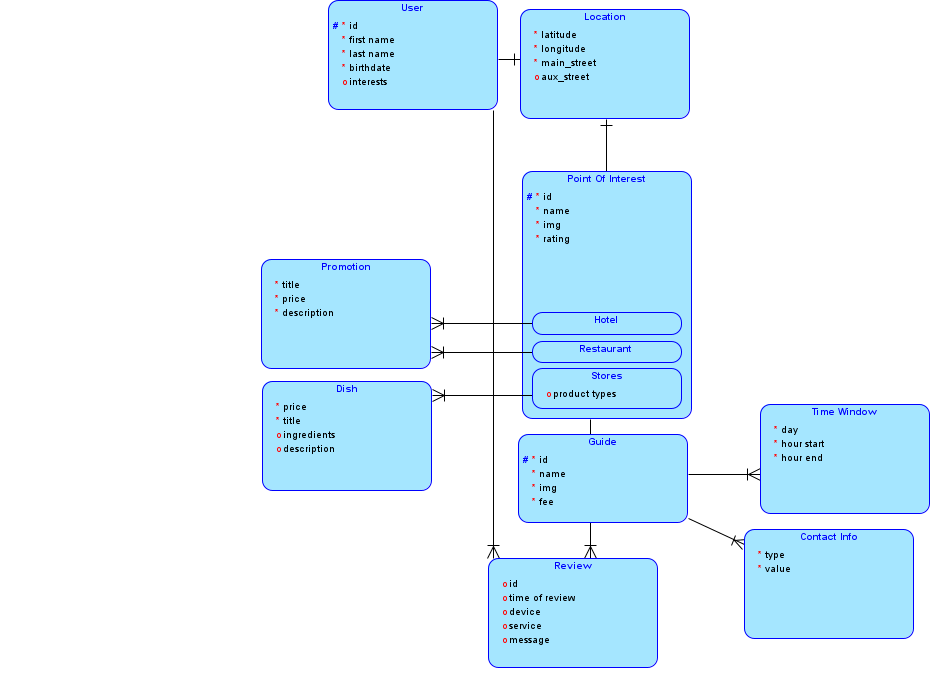 User
# * id
* first name
* last name
* birthdate
o interests
Location
* latitude
* longitude
* main_street
o aux_street
Point Of Interest
# * id
* name
* img
* rating
Hotel
Restaurant
Stores
o product types
Promotion
* title
* price
* description
Dish
* price
* title
o ingredients
o description
Guide
# * id
* name
* img
* fee
Time Window
* day
* hour start
* hour end
Contact Info
* type
* value
Review
o id
o time of review
o device
o service
o message